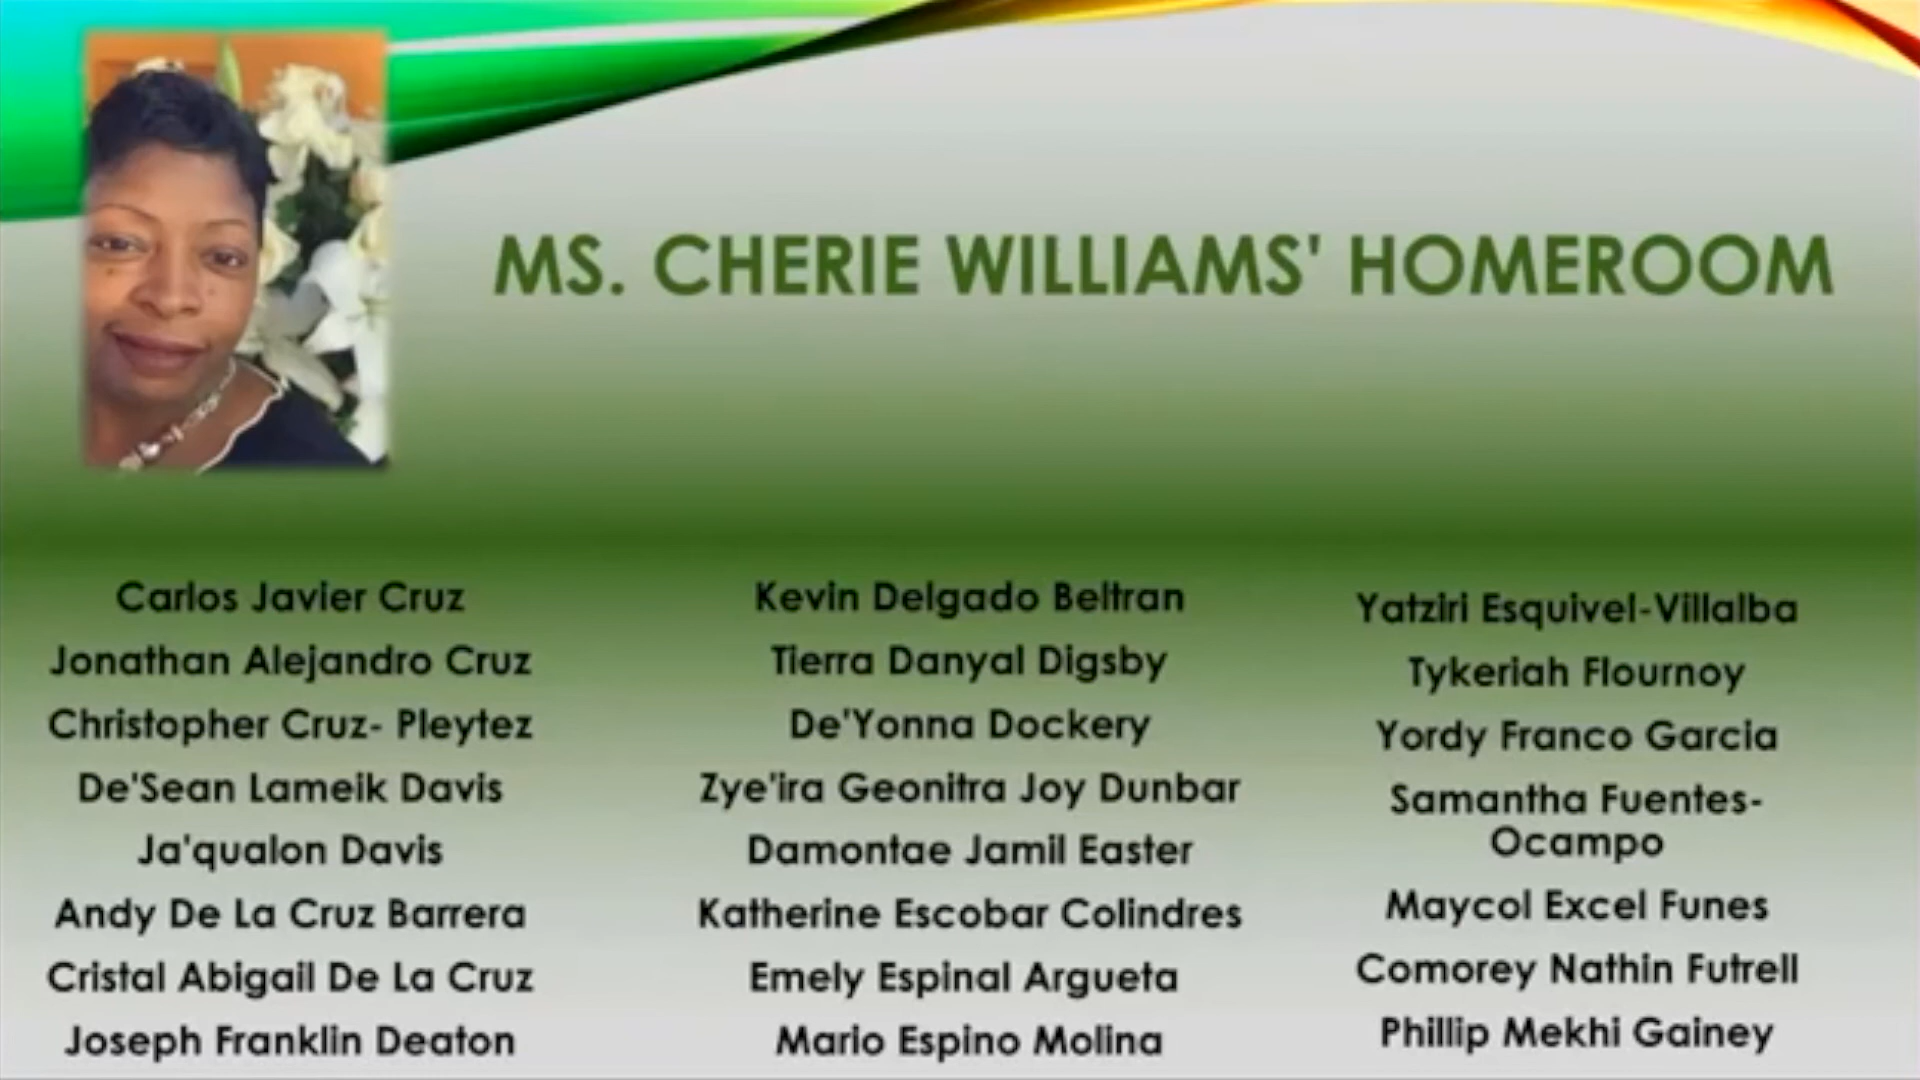 MS. CHERIE WILLIAMS' HOMEROOM
Carlos Javier Cruz
Jonathan Alejandro Cruz
Christopher Cruz- Pleytez
De'Sean Lameik Davis
Ja'qualon Davis
Andy De La Cruz Barrera
Cristal Abigail De La Cruz
Joseph Franklin Deaton
Kevin Delgado Beltran
Tierra Danyal Digsby
De'Yonna Dockery
Zye'ira Geonitra Joy Dunbar
Damontae Jamil Easter
Katherine Escobar Colindres
Emely Espinal Argueta
Mario Espino Molina
Yatziri Esquivel-Villalba
Tykeriah Flournoy
Yordy Franco Garcia
Samantha Fuentes-
Ocampo
Maycol Excel Funes
Comorey Nathin Futrell
Phillip Mekhi Gainey